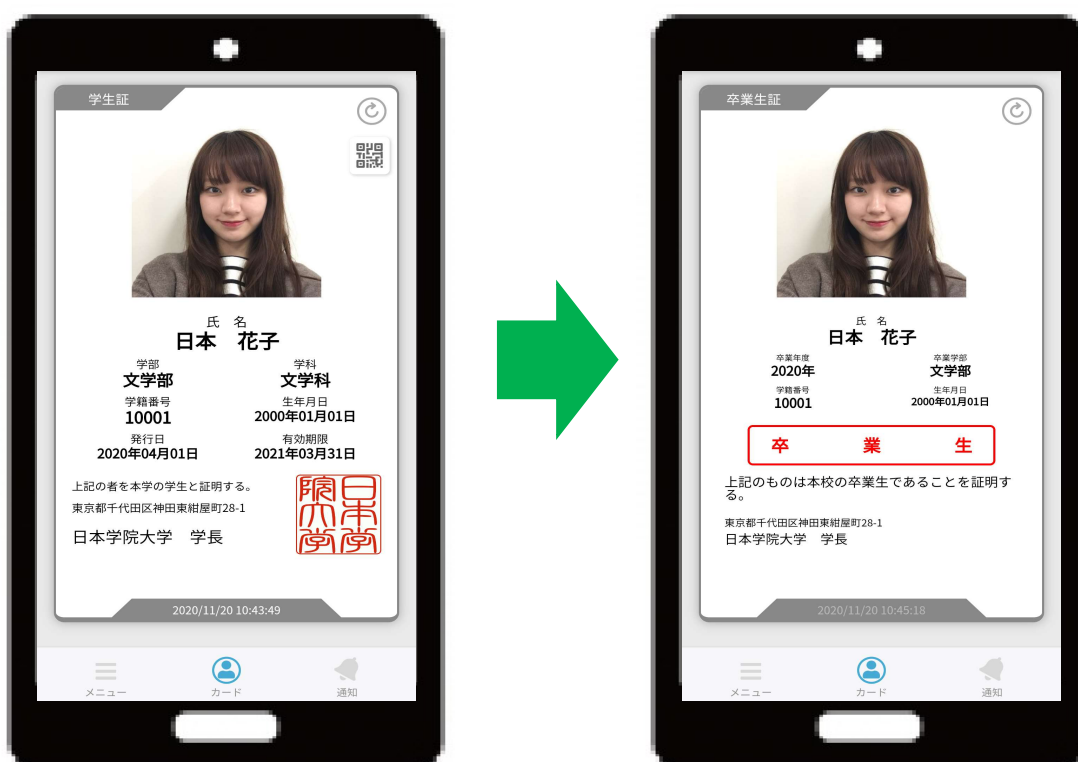 学生証
氏 名
日本 花子
学部 学科
文学部 文学科
学籍番号 生年月日
10001 2000年01月01日
発行日 有効期限
2020年04月01日 2021年03月31日
上記の者を本学の学生と証明する。
東京都千代田区神田東紺屋町28-1
日本学院大学 学長
日本学
院大学
2020/11/20 10:43:49
メニュー カード 通知
卒業生証
氏 名
日本 花子
卒業年度 卒業学部
2020年 文学部
学籍番号 生年月日
10001 2000年01月01日
卒 業 生
上記のものは本校の卒業生であることを証明す
る。
東京都千代田区神田東紺屋町28-1
日本学院大学 学長
2020/11/20 10:45:18
メニュー カード 通知